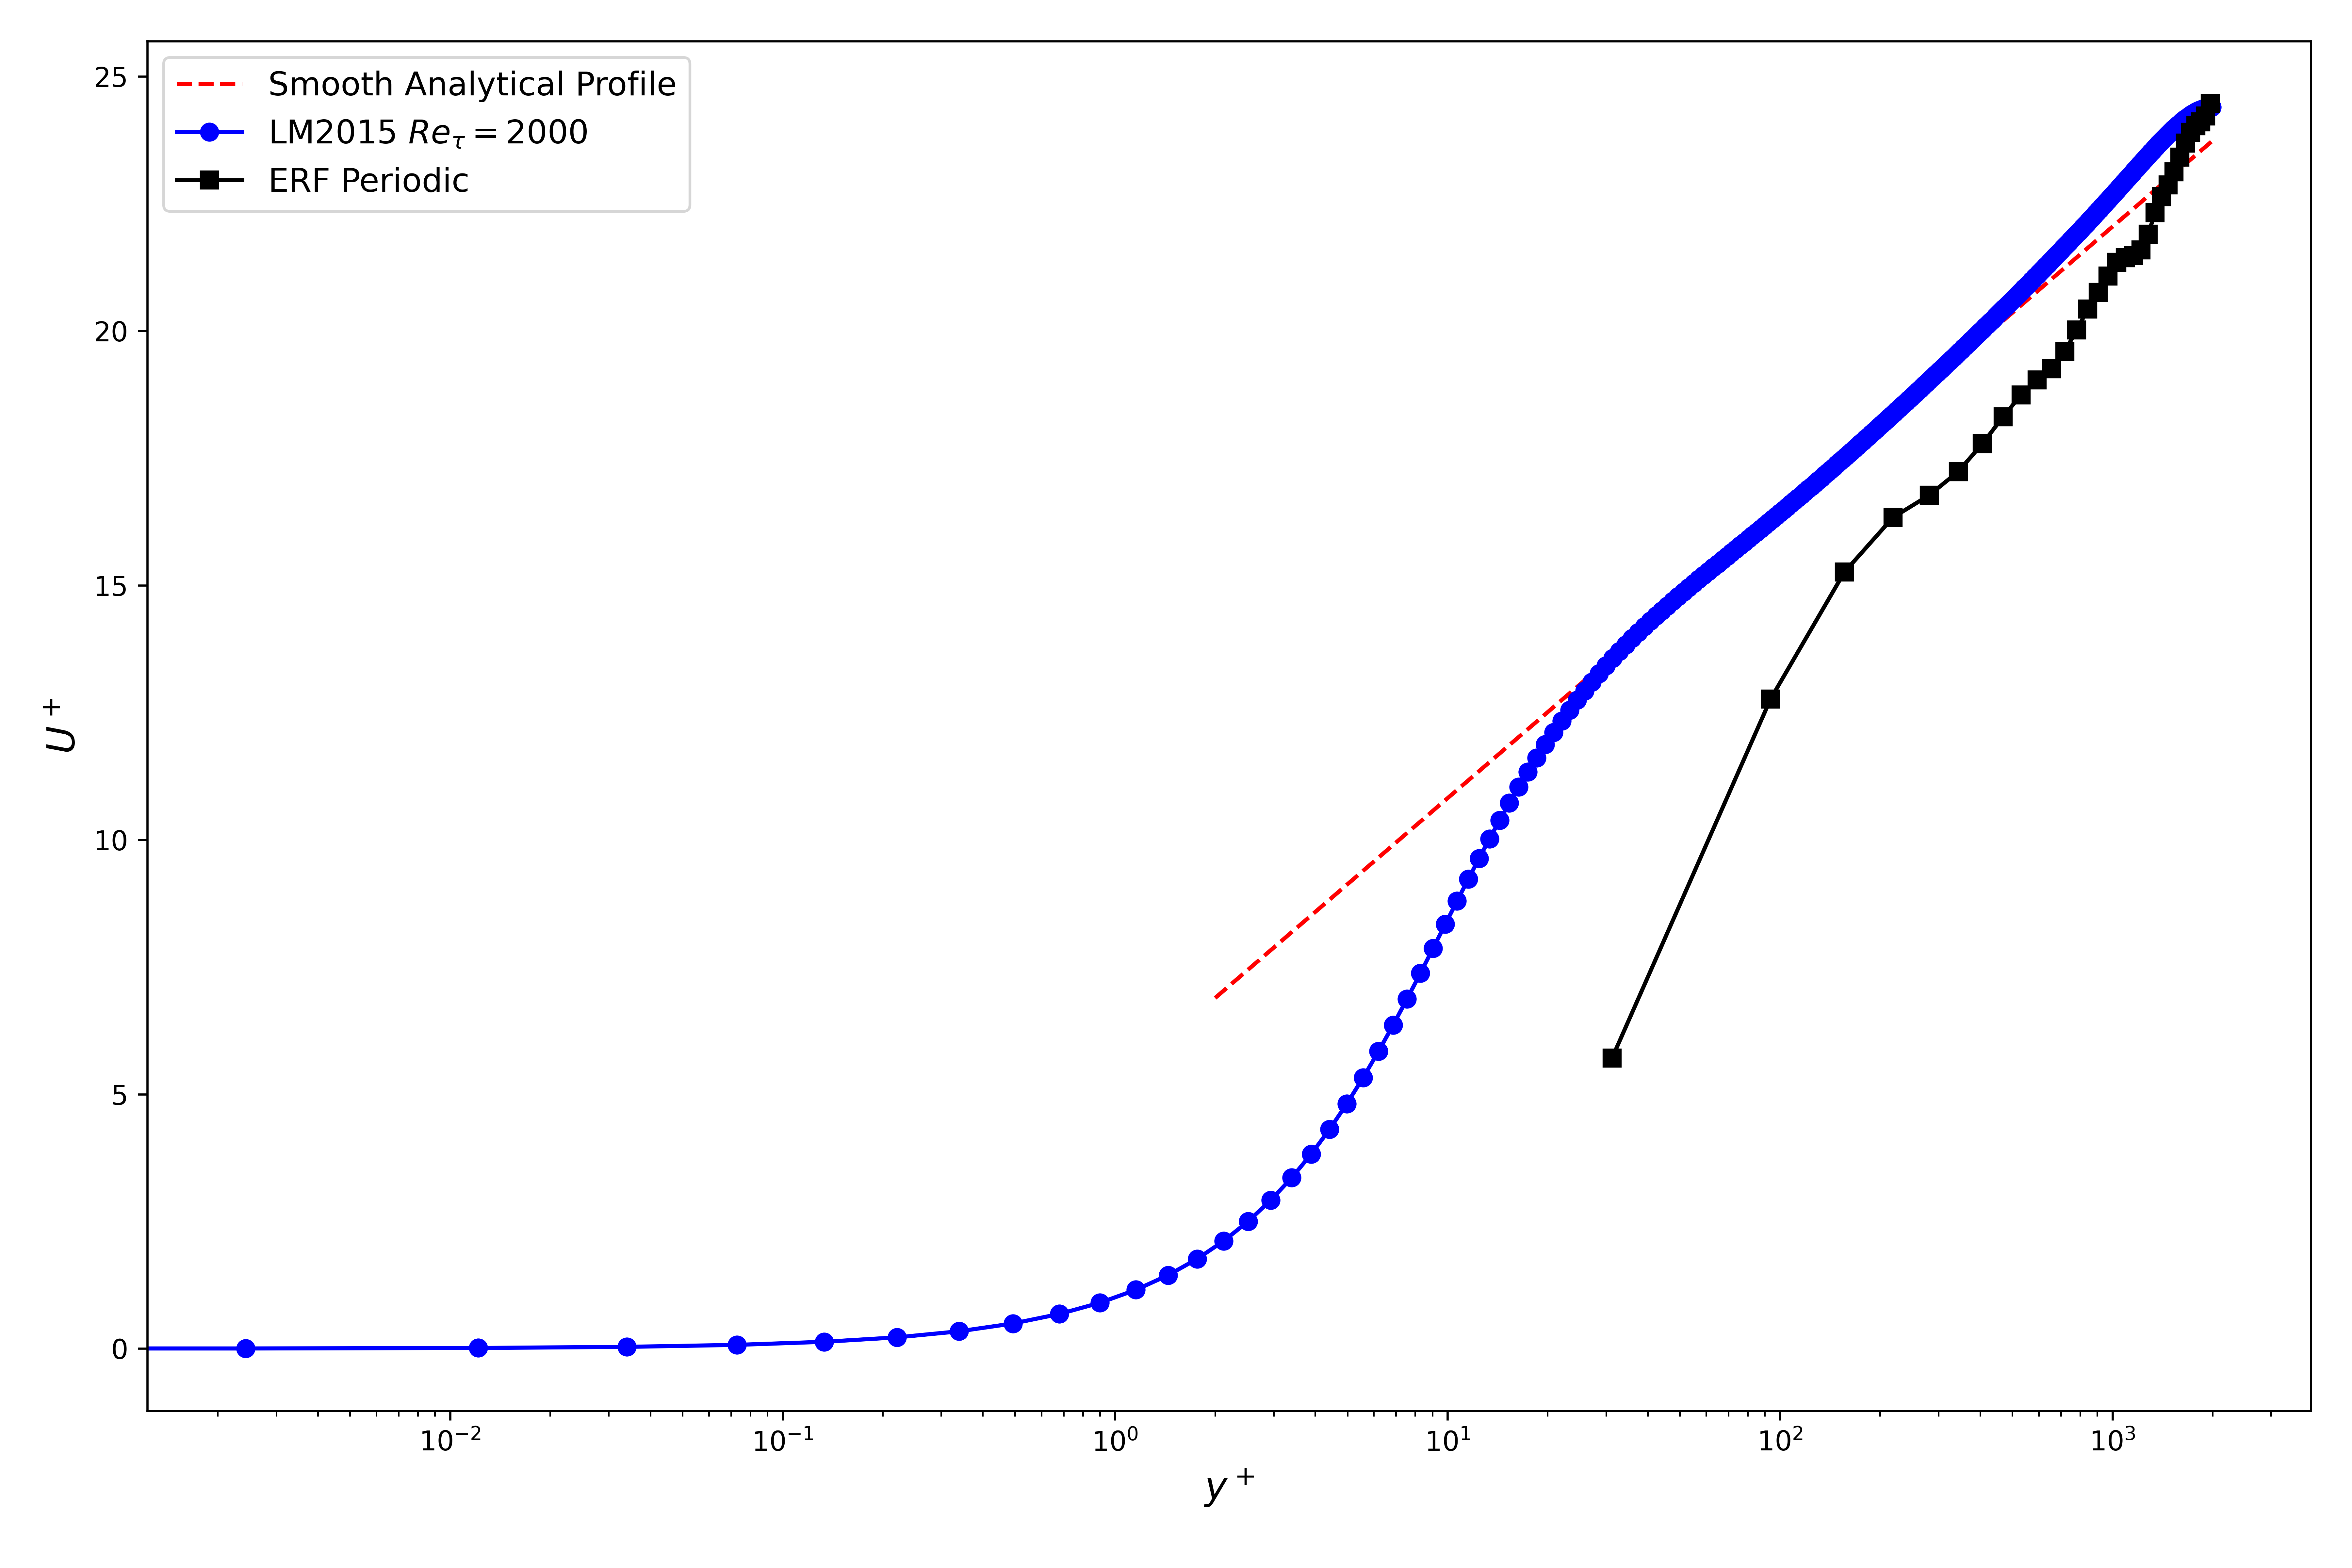 25
20
15
10
5
0
U⁺
Smooth Analytical Profile
LM2015 Re_τ = 2000
ERF Periodic
10⁻² 10⁻¹ 10⁰ 10¹ 10² 10³
y⁺